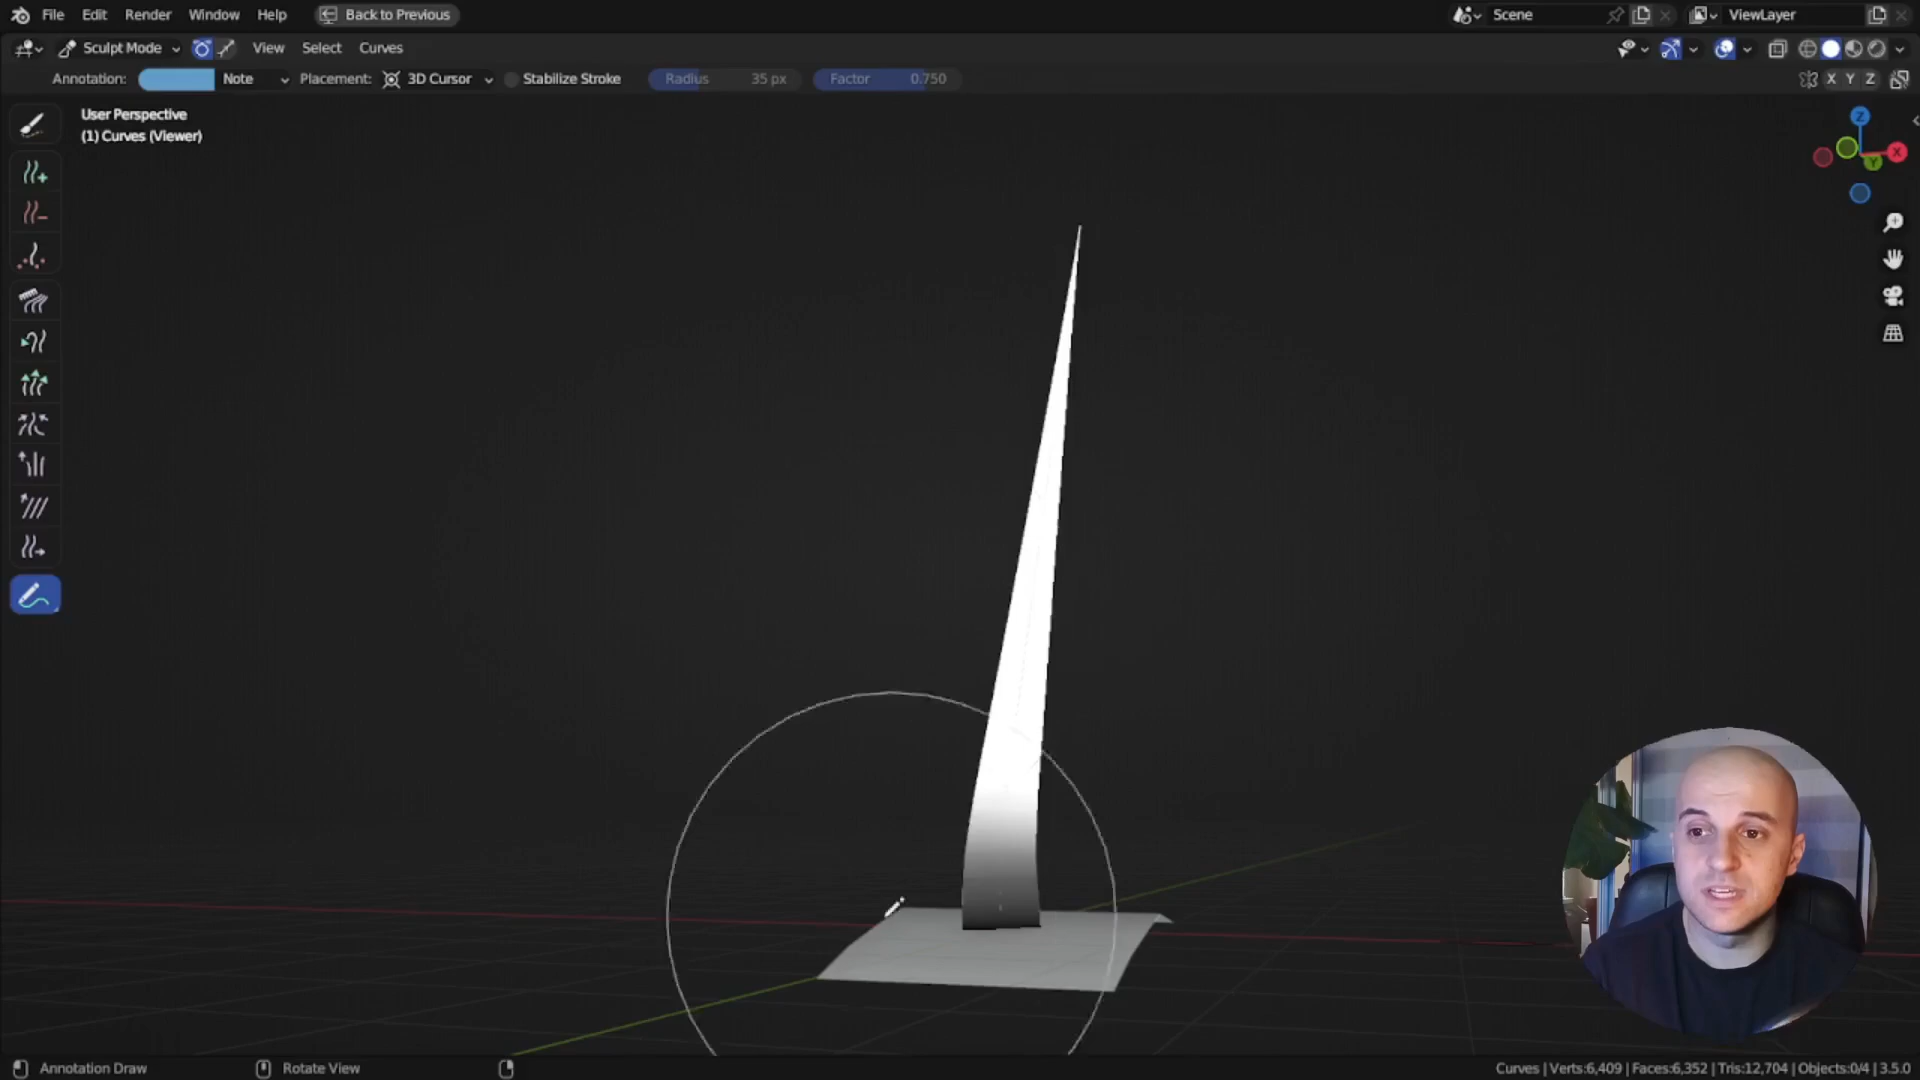 File Edit Render Window Help Back to Previous Scene ViewLayer
Sculpt Mode View Select Curves
Annotation: Note Placement: 3D Cursor Stabilize Stroke Radius 35 px Factor 0.750 X Y Z
User Perspective
(1) Curves (Viewer)
Z
X
Y
Annotation Draw Rotate View Curves | Verts:6,409 | Faces:6,352 | Tris:12,704 | Objects:0/4 | 3.5.0